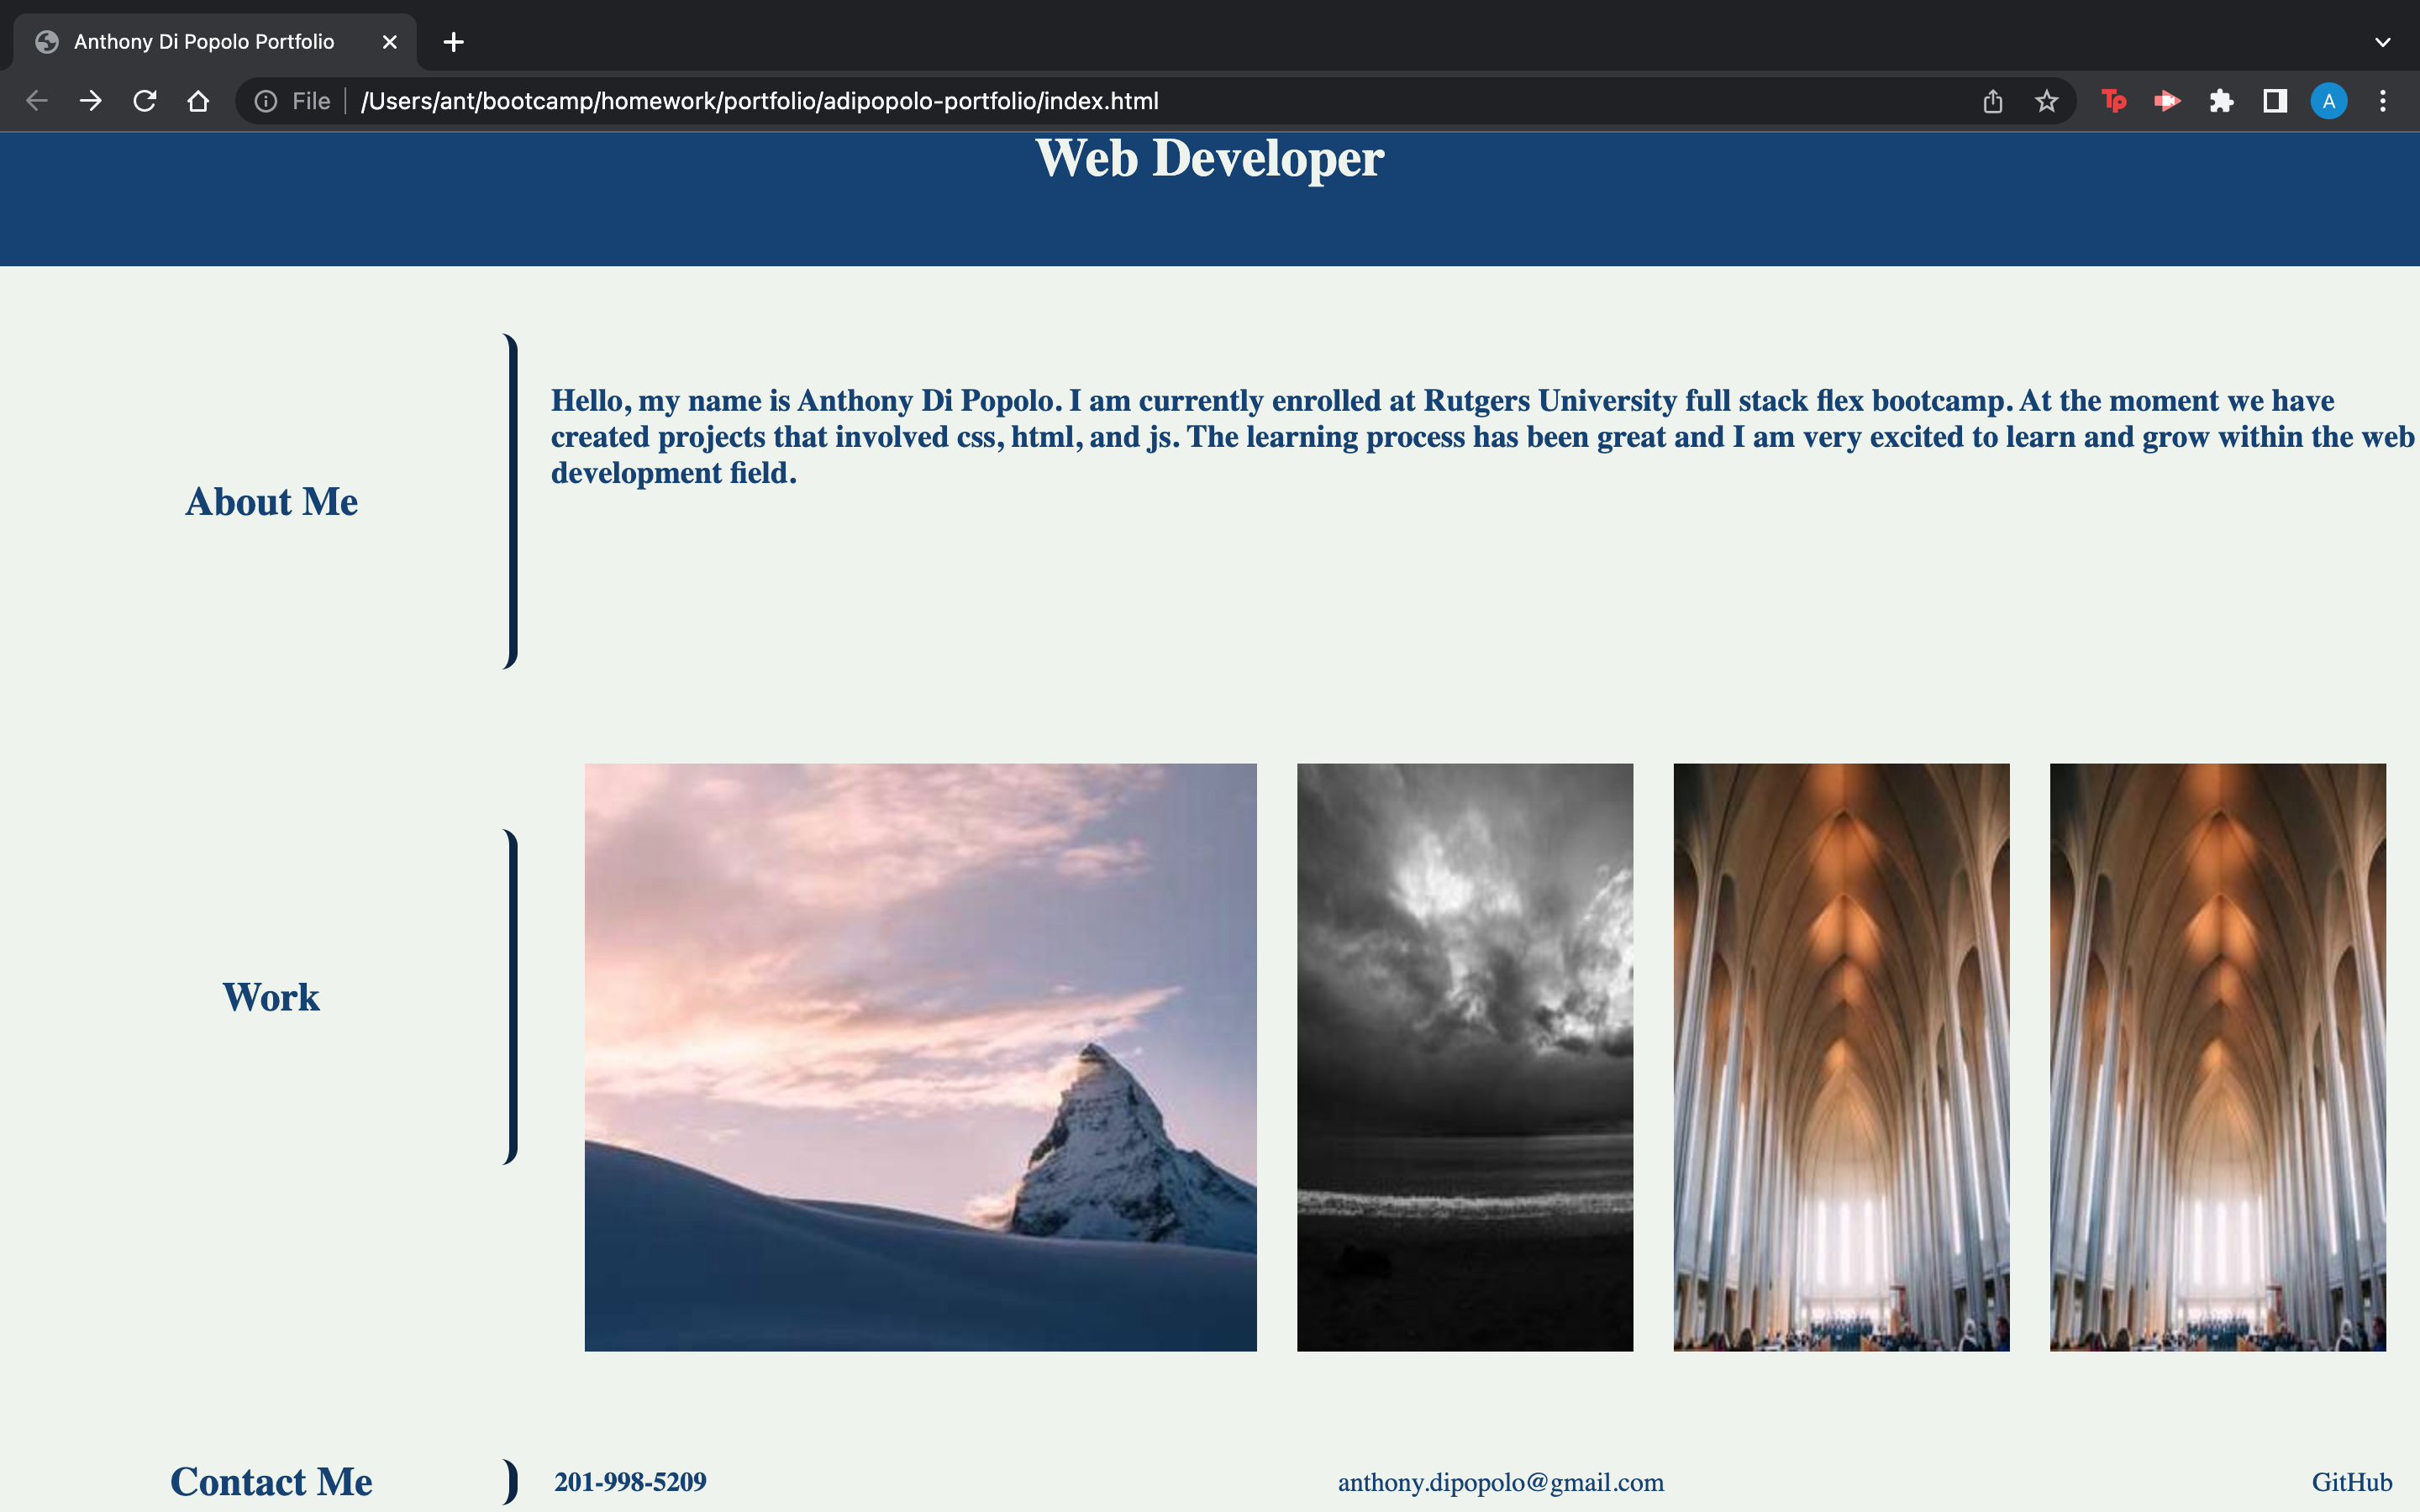 Anthony Di Popolo Portfolio
File /Users/ant/bootcamp/homework/portfolio/adipopolo-portfolio/index.html
Tp
A
Web Developer
About Me
Hello, my name is Anthony Di Popolo. I am currently enrolled at Rutgers University full stack flex bootcamp. At the moment we have
created projects that involved css, html, and js. The learning process has been great and I am very excited to learn and grow within the web
development field.
Work
Contact Me
201-998-5209
anthony.dipopolo@gmail.com
GitHub